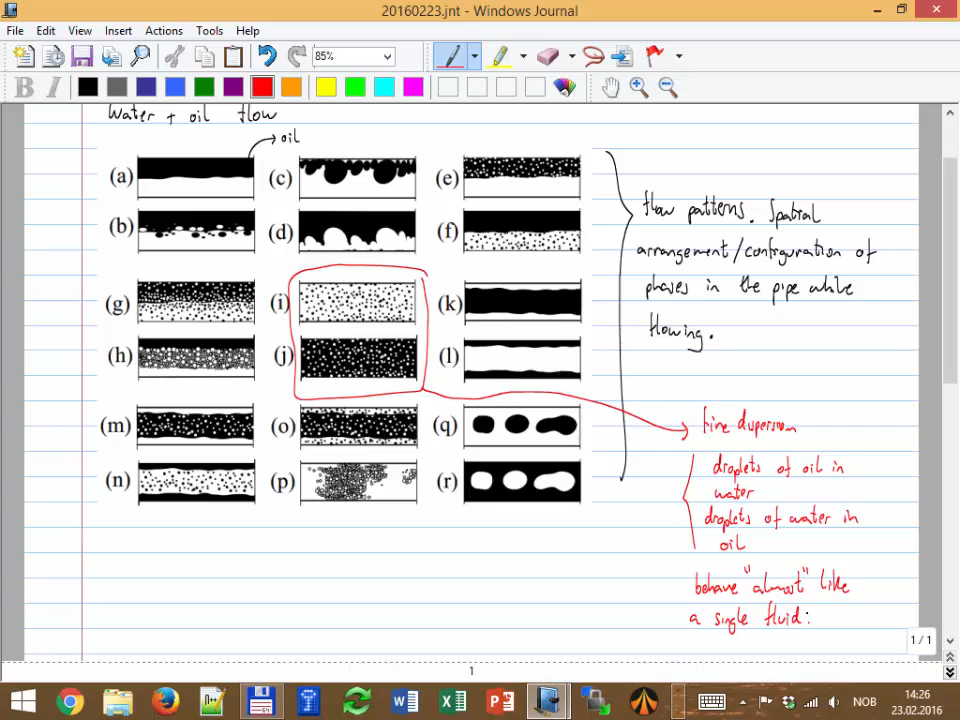 20160223.jnt - Windows Journal
File Edit View Insert Actions Tools Help
85%
B I
Water + oil flow
oil
(a) (c) (e)
(b) (d) (f)
(g) (i) (k)
(h) (j) (l)
(m) (o) (q)
(n) (p) (r)
flow patterns. Spatial
arrangement/configuration of
phases in the pipe while
flowing.
fine dispersion
droplets of oil in
water
droplets of water in
oil
behave "almost" like
a single fluid:
1 / 1
1
NOB
14:26
23.02.2016